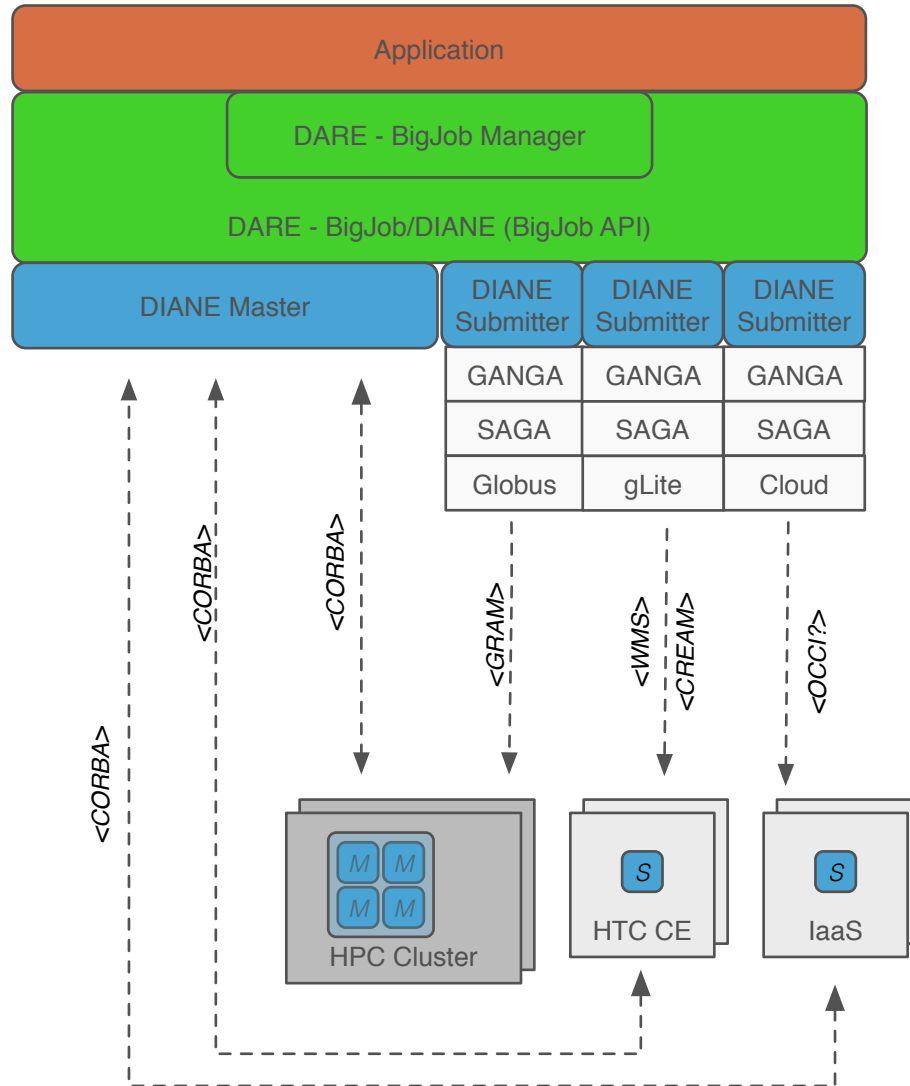 Application
DARE - BigJob Manager
DARE - BigJob/DIANE (BigJob API)
DIANE Master
DIANE
Submitter
DIANE
Submitter
DIANE
Submitter
GANGA
GANGA
GANGA
SAGA
SAGA
SAGA
Globus
gLite
Cloud
<CORBA>
<CORBA>
<CORBA>
<GRAM>
<WMS>
<CREAM>
<OCCI?>
M
M
M
M
HPC Cluster
S
HTC CE
S
IaaS